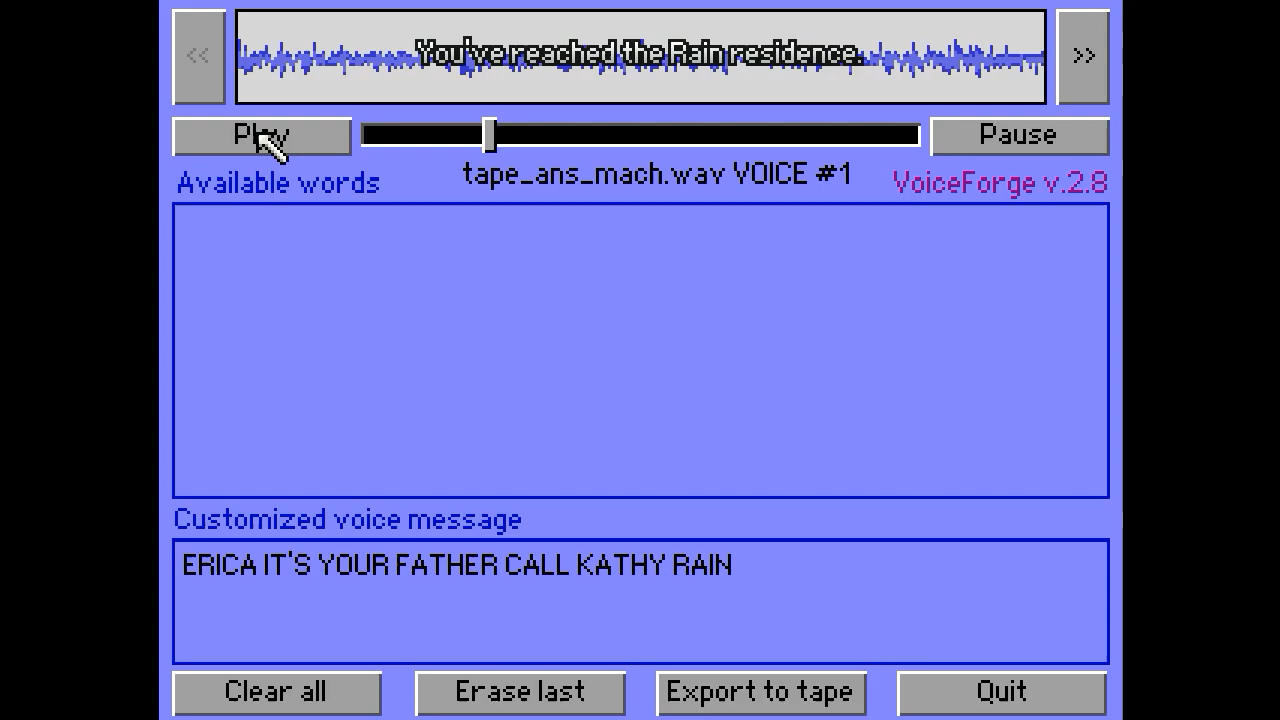 <<
You've reached the Rain residence.
>>
Play
Pause
tape_ans_mach.wav VOICE #1
Available words
VoiceForge v.2.8
Customized voice message
ERICA IT'S YOUR FATHER CALL KATHY RAIN
Clear all
Erase last
Export to tape
Quit